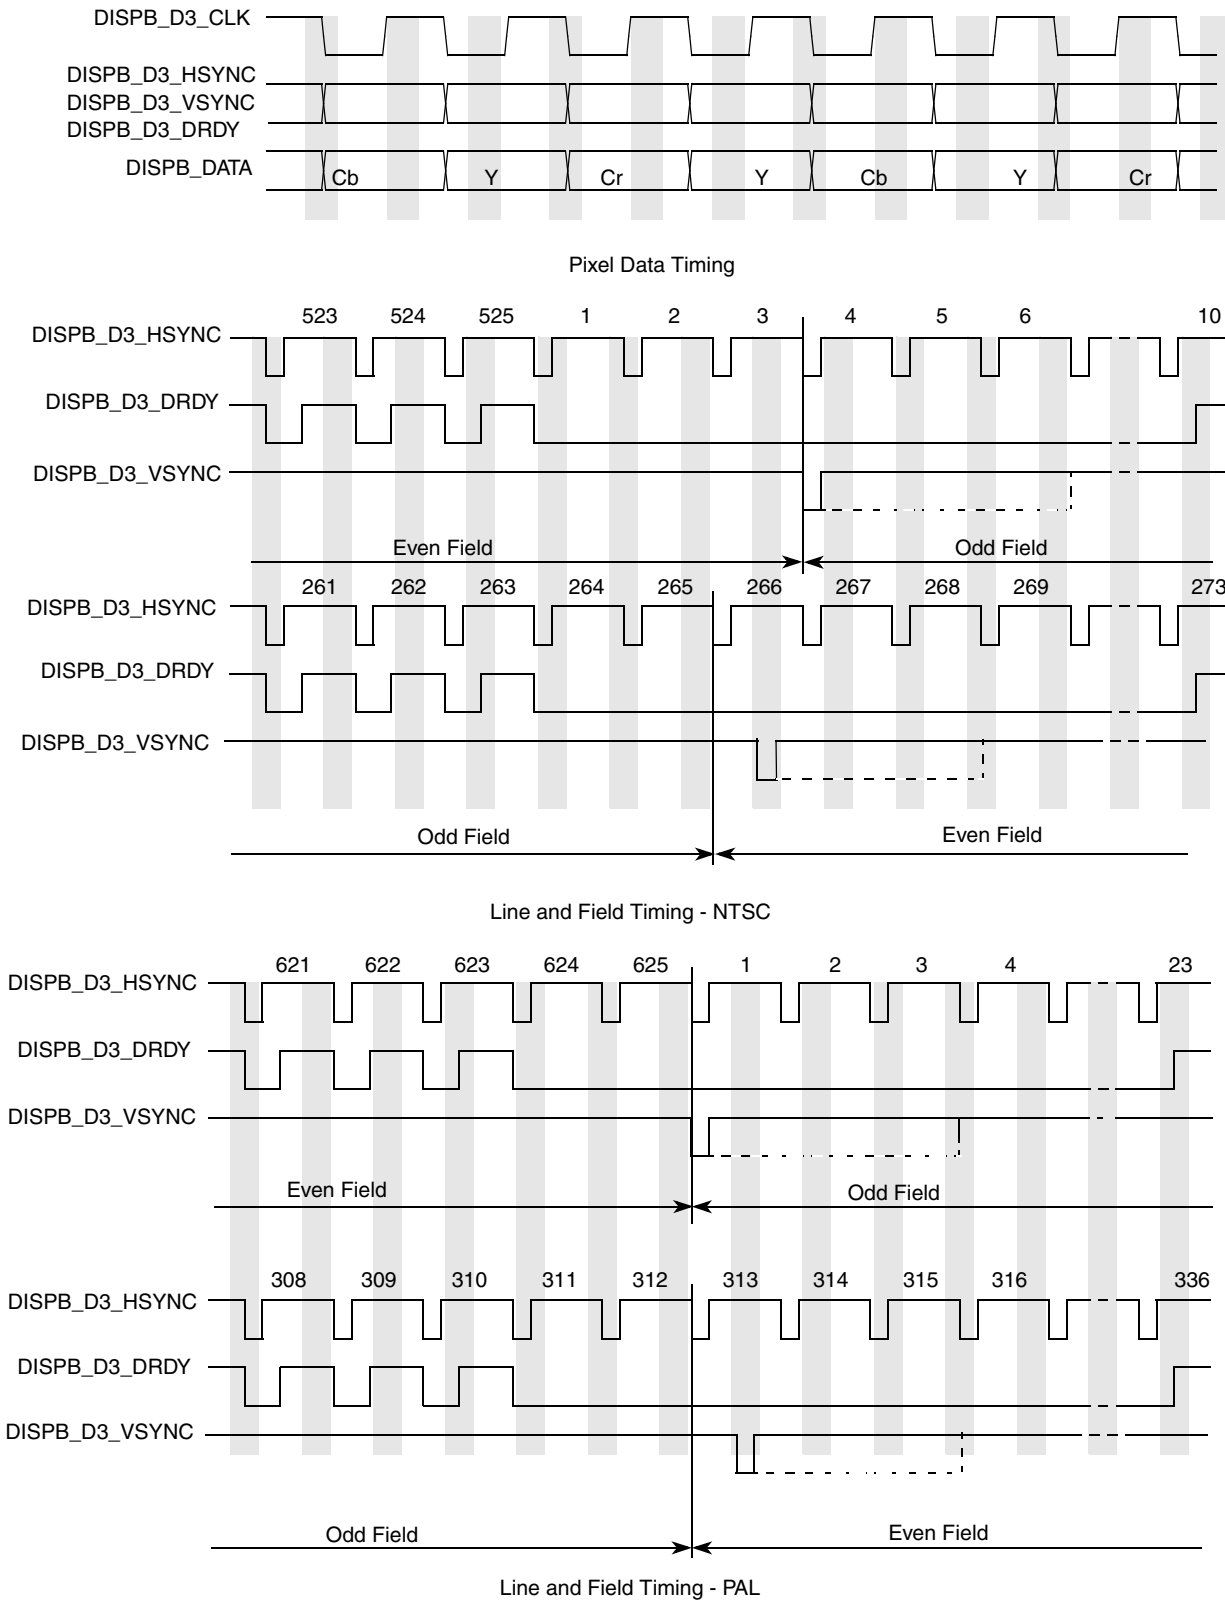 DISPB_D3_CLK
DISPB_D3_HSYNC
DISPB_D3_VSYNC
DISPB_D3_DRDY
DISPB_DATA
Cb Y Cr Y Cb Y Cr
Pixel Data Timing
523 524 525 1 2 3 4 5 6 10
DISPB_D3_HSYNC
DISPB_D3_DRDY
DISPB_D3_VSYNC
Even Field Odd Field
261 262 263 264 265 266 267 268 269 273
DISPB_D3_HSYNC
DISPB_D3_DRDY
DISPB_D3_VSYNC
Odd Field Even Field
Line and Field Timing - NTSC
621 622 623 624 625 1 2 3 4 23
DISPB_D3_HSYNC
DISPB_D3_DRDY
DISPB_D3_VSYNC
Even Field Odd Field
308 309 310 311 312 313 314 315 316 336
DISPB_D3_HSYNC
DISPB_D3_DRDY
DISPB_D3_VSYNC
Odd Field Even Field
Line and Field Timing - PAL